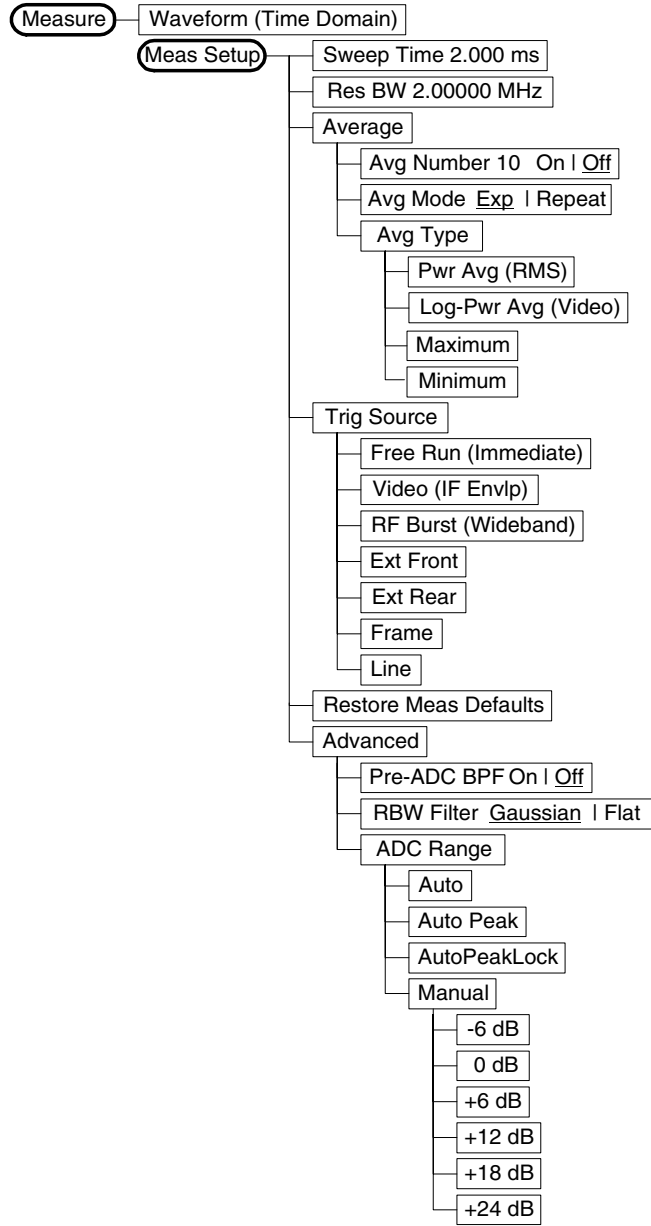 Measure Waveform (Time Domain)
Meas Setup Sweep Time 2.000 ms
Res BW 2.00000 MHz
Average
Avg Number 10 On | Off
Avg Mode Exp | Repeat
Avg Type
Pwr Avg (RMS)
Log-Pwr Avg (Video)
Maximum
Minimum
Trig Source
Free Run (Immediate)
Video (IF Envlp)
RF Burst (Wideband)
Ext Front
Ext Rear
Frame
Line
Restore Meas Defaults
Advanced
Pre-ADC BPF On | Off
RBW Filter Gaussian | Flat
ADC Range
Auto
Auto Peak
AutoPeakLock
Manual
-6 dB
0 dB
+6 dB
+12 dB
+18 dB
+24 dB